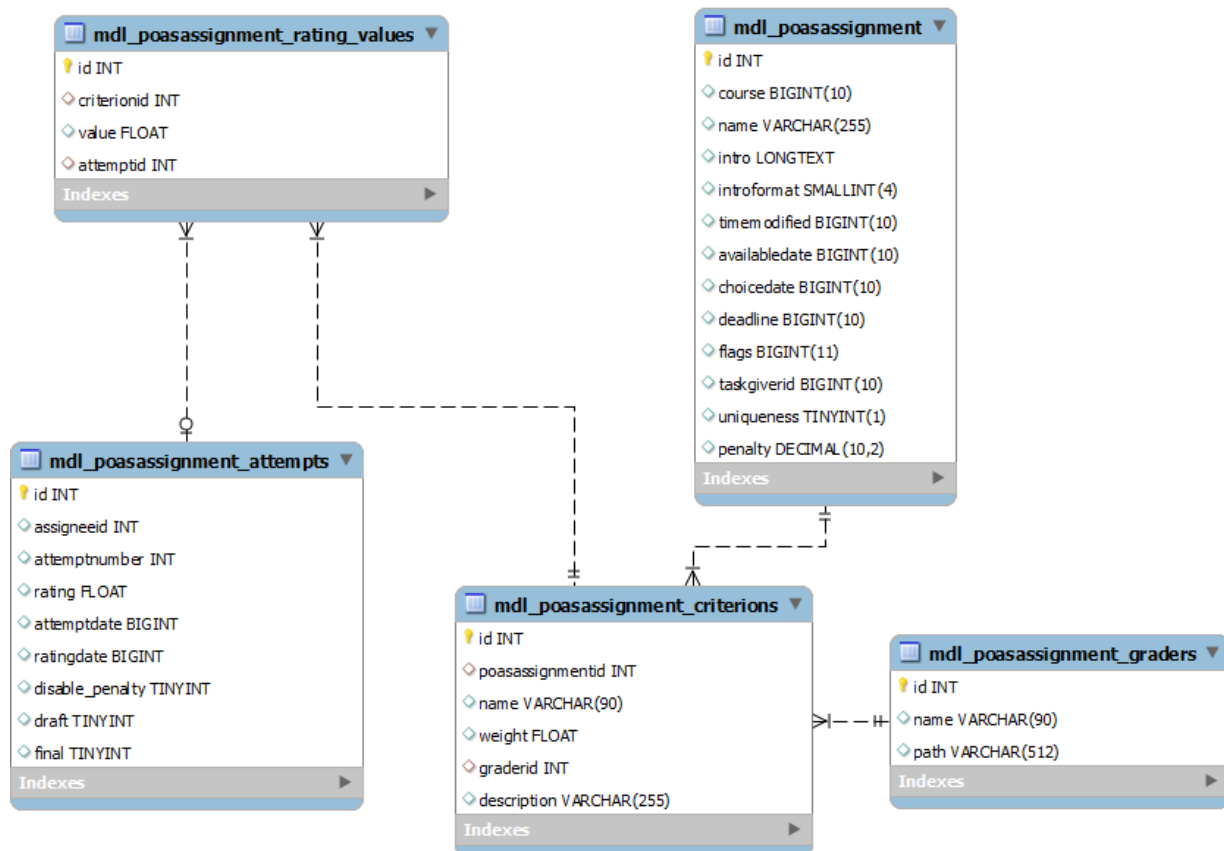 mdl_poasassignment_rating_values
id INT
criterionid INT
value FLOAT
attemptid INT
Indexes
mdl_poasassignment
id INT
course BIGINT(10)
name VARCHAR(255)
intro LONGTEXT
introformat SMALLINT(4)
timemodified BIGINT(10)
availabledate BIGINT(10)
choicedate BIGINT(10)
deadline BIGINT(10)
flags BIGINT(11)
taskgiverid BIGINT(10)
uniqueness TINYINT(1)
penalty DECIMAL(10,2)
Indexes
mdl_poasassignment_attempts
id INT
assigneeid INT
attemptnumber INT
rating FLOAT
attemptdate BIGINT
ratingdate BIGINT
disable_penalty TINYINT
draft TINYINT
final TINYINT
Indexes
mdl_poasassignment_criterions
id INT
poasassignmentid INT
name VARCHAR(90)
weight FLOAT
graderid INT
description VARCHAR(255)
Indexes
mdl_poasassignment_graders
id INT
name VARCHAR(90)
path VARCHAR(512)
Indexes